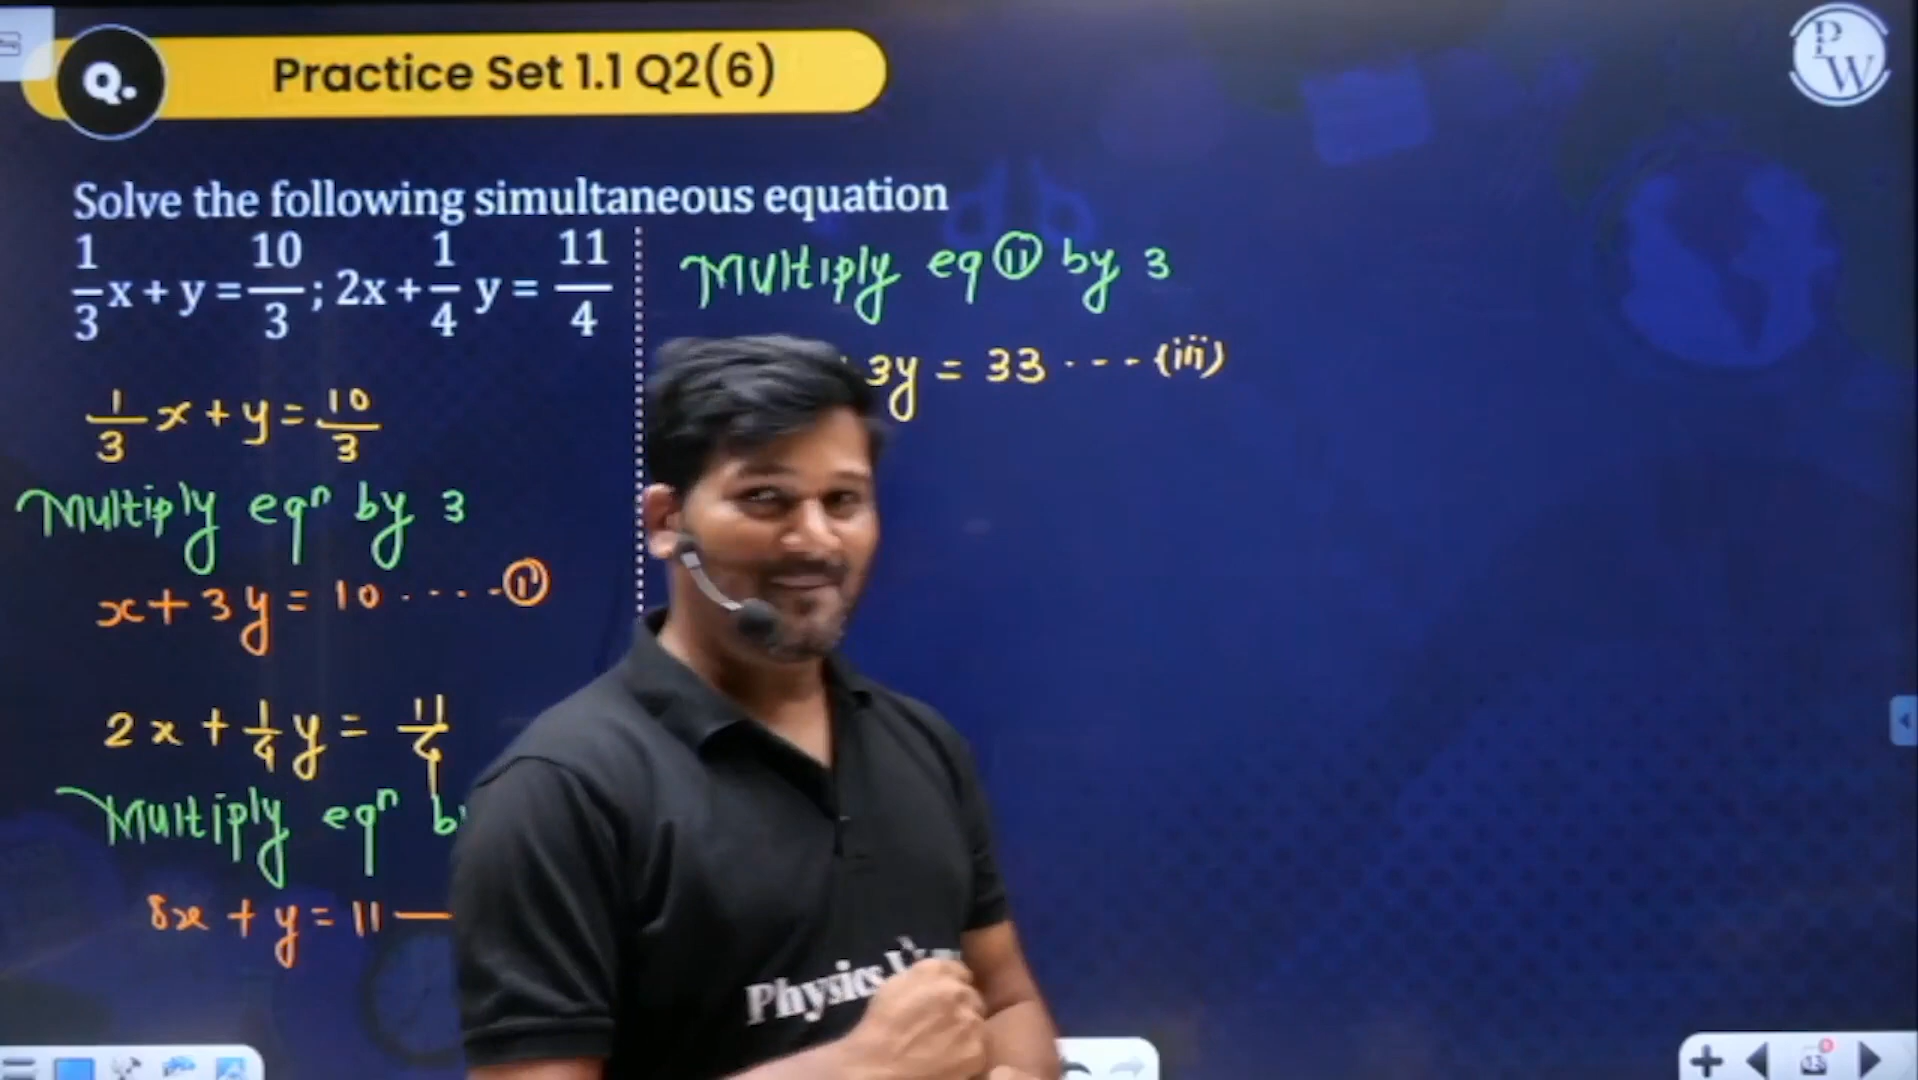 Q. Practice Set 1.1 Q2(6)
PW
Solve the following simultaneous equation
1/3 x + y = 10/3 ; 2x + 1/4 y = 11/4
1/3 x + y = 10/3
Multiply eqⁿ by 3
x + 3y = 10 ····· (i)
2x + 1/4 y = 11/4
Multiply eqⁿ
8x + y = 11 —
Multiply eq (ii) by 3
3y = 33 ···· (iii)
Physics